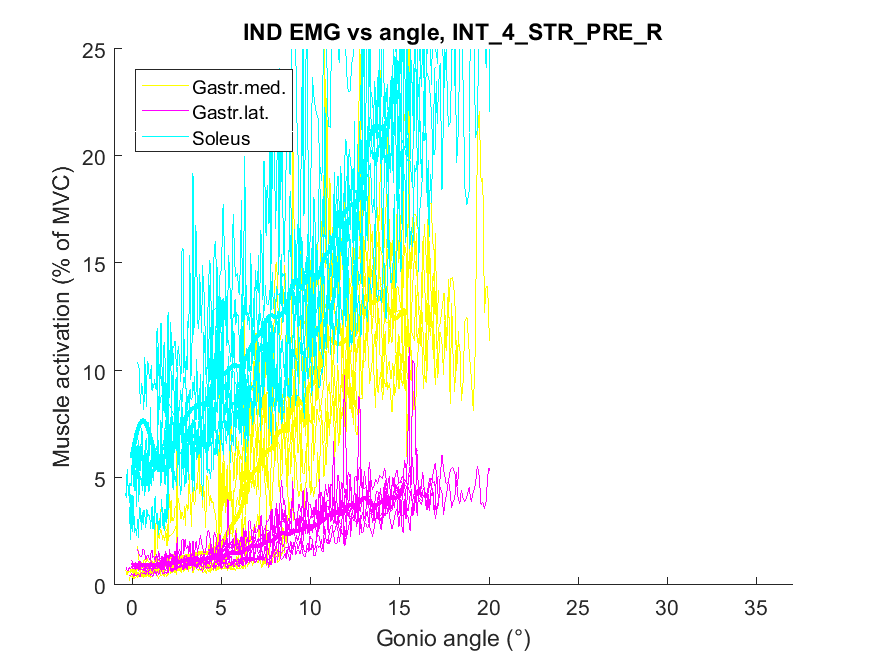 IND EMG vs angle, INT_4_STR_PRE_R
Muscle activation (% of MVC)
25
20
15
10
5
0
Gastr.med.
Gastr.lat.
Soleus
0 5 10 15 20 25 30 35
Gonio angle (°)